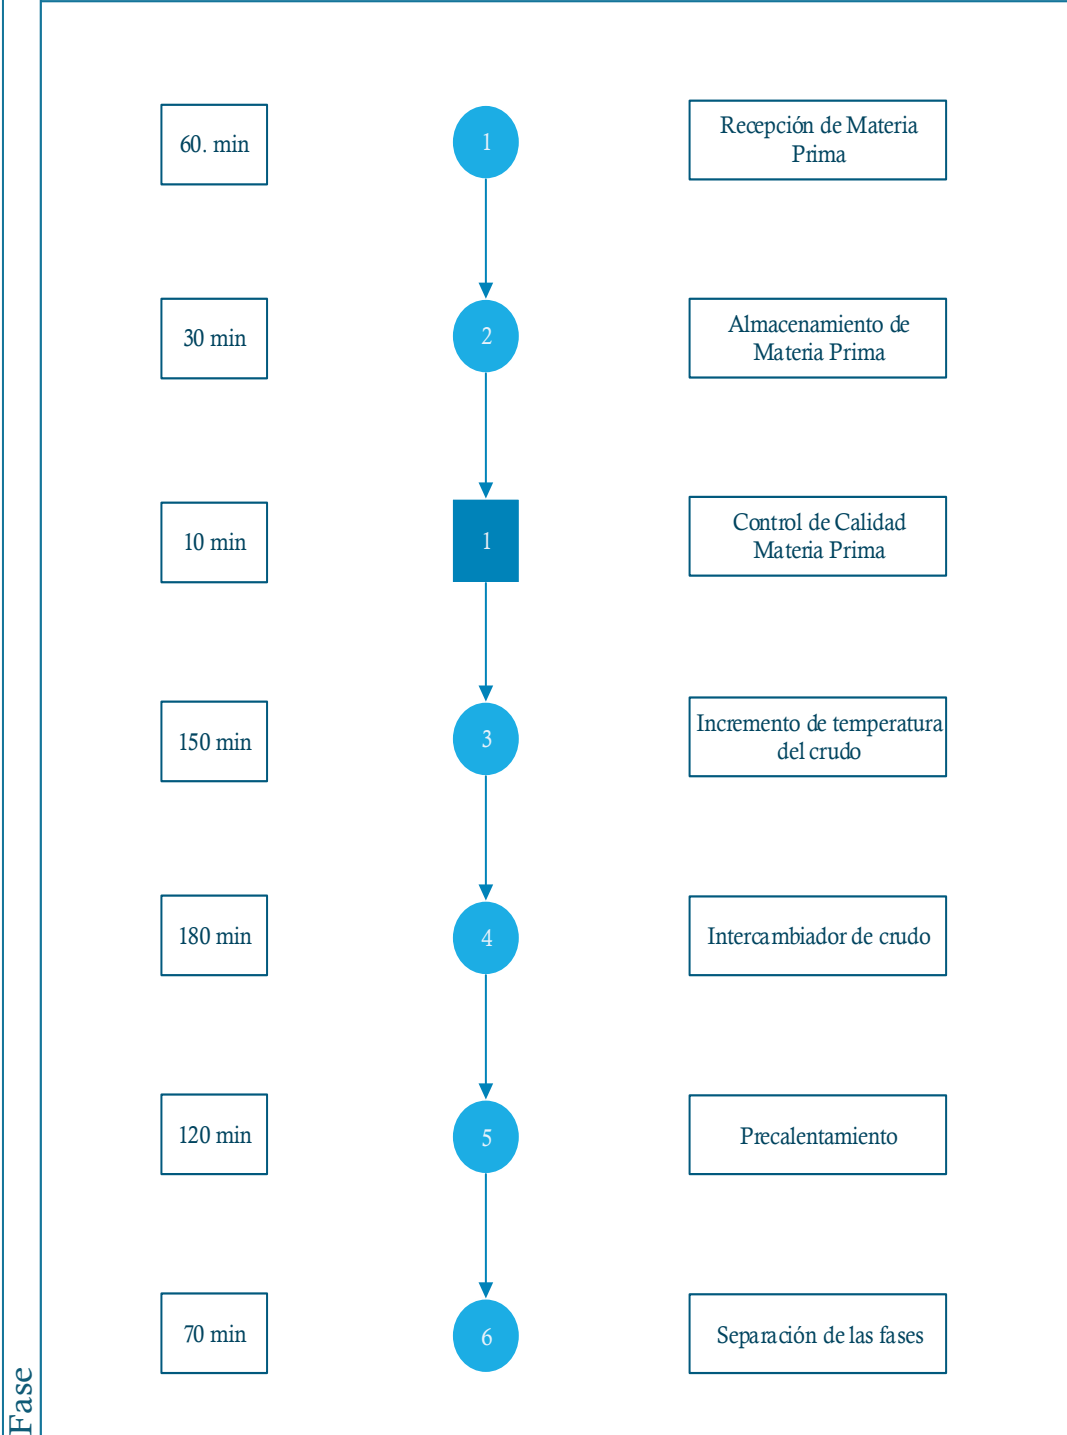 60. min
1
Recepción de Materia
Prima
30 min
2
Almacenamiento de
Materia Prima
10 min
1
Control de Calidad
Materia Prima
150 min
3
Incremento de temperatura
del crudo
180 min
4
Intercambiador de crudo
120 min
5
Precalentamiento
70 min
6
Separación de las fases
Fase